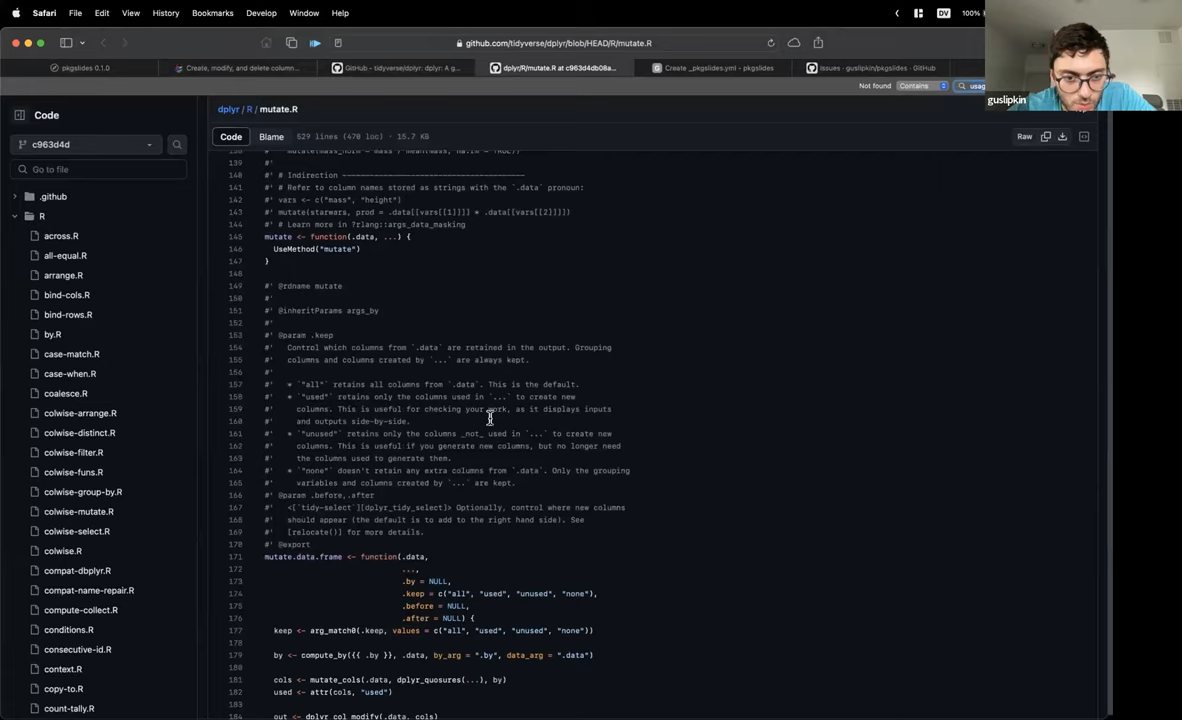 Safari File Edit View History Bookmarks Develop Window Help DV 100%
github.com/tidyverse/dplyr/blob/HEAD/R/mutate.R
pkgslides 0.1.0
Create, modify, and delete column...
GitHub - tidyverse/dplyr: dplyr: A g...
dplyr/R/mutate.R at c963d4db08a...
Create _pkgslides.yml - pkgslides
Issues · guslipkin/pkgslides · GitHub
Not found Contains usag
guslipkin
Code
c963d4d
Go to file
.github
R
across.R
all-equal.R
arrange.R
bind-cols.R
bind-rows.R
by.R
case-match.R
case-when.R
coalesce.R
colwise-arrange.R
colwise-distinct.R
colwise-filter.R
colwise-funs.R
colwise-group-by.R
colwise-mutate.R
colwise-select.R
colwise.R
compat-dbplyr.R
compat-name-repair.R
compute-collect.R
conditions.R
consecutive-id.R
context.R
copy-to.R
count-tally.R
dplyr / R / mutate.R
Code Blame 529 lines (470 loc) · 15.7 KB Raw
139 #'
140 #' # Indirection ----------------------------------------
141 #' # Refer to column names stored as strings with the `.data` pronoun:
142 #' vars <- c("mass", "height")
143 #' mutate(starwars, prod = .data[[vars[[1]]]] * .data[[vars[[2]]]])
144 #' # Learn more in ?rlang::args_data_masking
145 mutate <- function(.data, ...) {
146 UseMethod("mutate")
147 }
148
149 #' @rdname mutate
150 #'
151 #' @inheritParams args_by
152 #'
153 #' @param .keep
154 #' Control which columns from `.data` are retained in the output. Grouping
155 #' columns and columns created by `...` are always kept.
156 #'
157 #' * `"all"` retains all columns from `.data`. This is the default.
158 #' * `"used"` retains only the columns used in `...` to create new
159 #' columns. This is useful for checking your work, as it displays inputs
160 #' and outputs side-by-side.
161 #' * `"unused"` retains only the columns _not_ used in `...` to create new
162 #' columns. This is useful if you generate new columns, but no longer need
163 #' the columns used to generate them.
164 #' * `"none"` doesn't retain any extra columns from `.data`. Only the grouping
165 #' variables and columns created by `...` are kept.
166 #' @param .before,.after
167 #' <[`tidy-select`][dplyr_tidy_select]> Optionally, control where new columns
168 #' should appear (the default is to add to the right hand side). See
169 #' [relocate()] for more details.
170 #' @export
171 mutate.data.frame <- function(.data,
172 ...,
173 .by = NULL,
174 .keep = c("all", "used", "unused", "none"),
175 .before = NULL,
176 .after = NULL) {
177 keep <- arg_match0(.keep, values = c("all", "used", "unused", "none"))
178
179 by <- compute_by({{ .by }}, .data, by_arg = ".by", data_arg = ".data")
180
181 cols <- mutate_cols(.data, dplyr_quosures(...), by)
182 used <- attr(cols, "used")
183
184 out <- dplyr_col_modify(.data, cols)